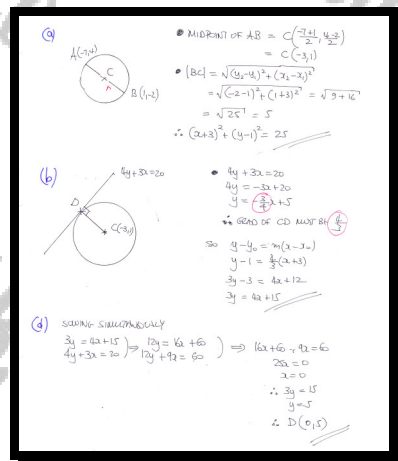 (a)
A(-7,4)
C
r
B(1,-2)
• MIDPOINT OF AB = C((-7+1)/2, (4-2)/2)
= C(-3,1)
• |BC| = √((y₂-y₁)²+(x₂-x₁)²)
= √((-2-1)²+(1+3)²) = √(9+16)
= √25 = 5
∴ (x+3)²+(y-1)² = 25
(b)
4y+3x=20
D
C(-3,1)
• 4y+3x=20
4y = -3x+20
y = -3/4x+5
∴ GRAD OF CD MUST BE 4/3
SO y-y₀ = m(x-x₀)
y-1 = 4/3(x+3)
3y-3 = 4x+12
3y = 4x+15
(d) SOLVING SIMULTANEOUSLY
3y = 4x+15 ) ⇒ 12y = 16x+60 ) ⇒ 16x+60+9x=60
4y+3x = 20 ) 12y+9x = 60 )
25x = 0
x=0
∴ 3y = 15
y=5
∴ D(0,5)